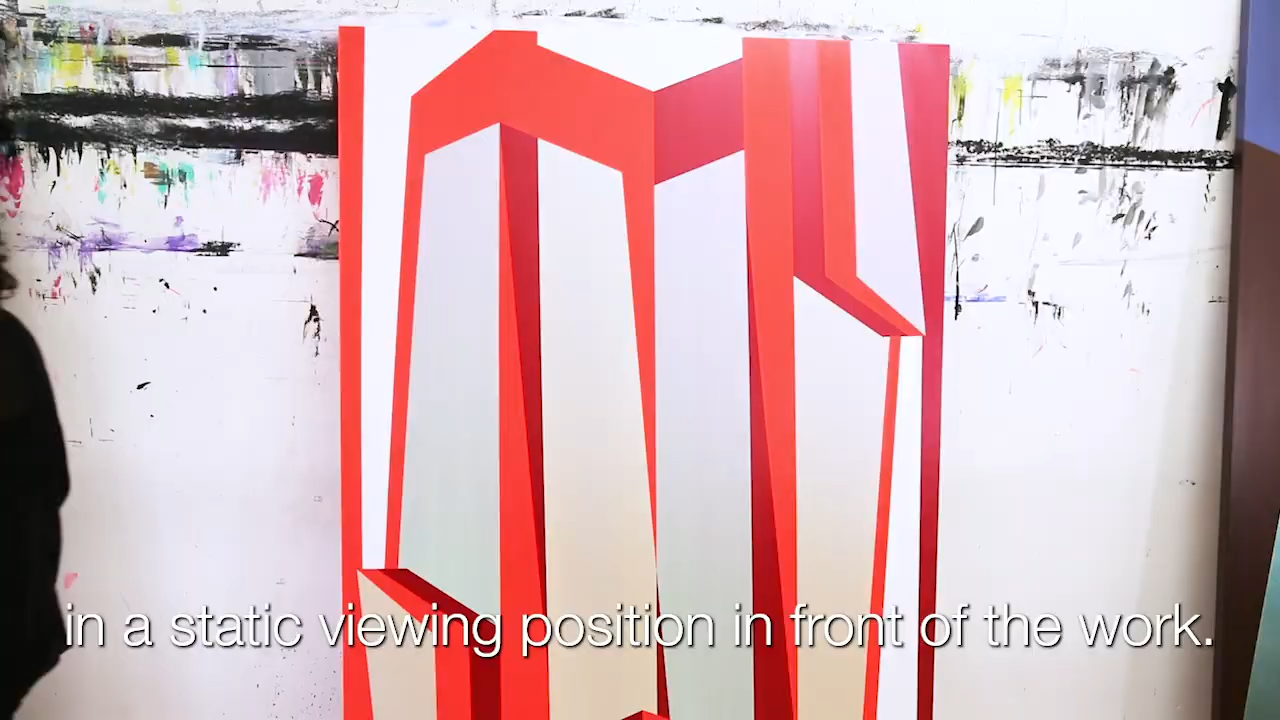 in a static viewing position in front of the work.